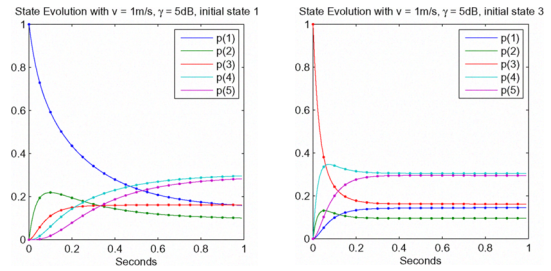 State Evolution with v = 1m/s, γ = 5dB, initial state 1
1
0.8
0.6
0.4
0.2
0
0
0.2
0.4
0.6
0.8
1
Seconds
p(1)
p(2)
p(3)
p(4)
p(5)
State Evolution with v = 1m/s, γ = 5dB, initial state 3
1
0.8
0.6
0.4
0.2
0
0
0.2
0.4
0.6
0.8
1
Seconds
p(1)
p(2)
p(3)
p(4)
p(5)